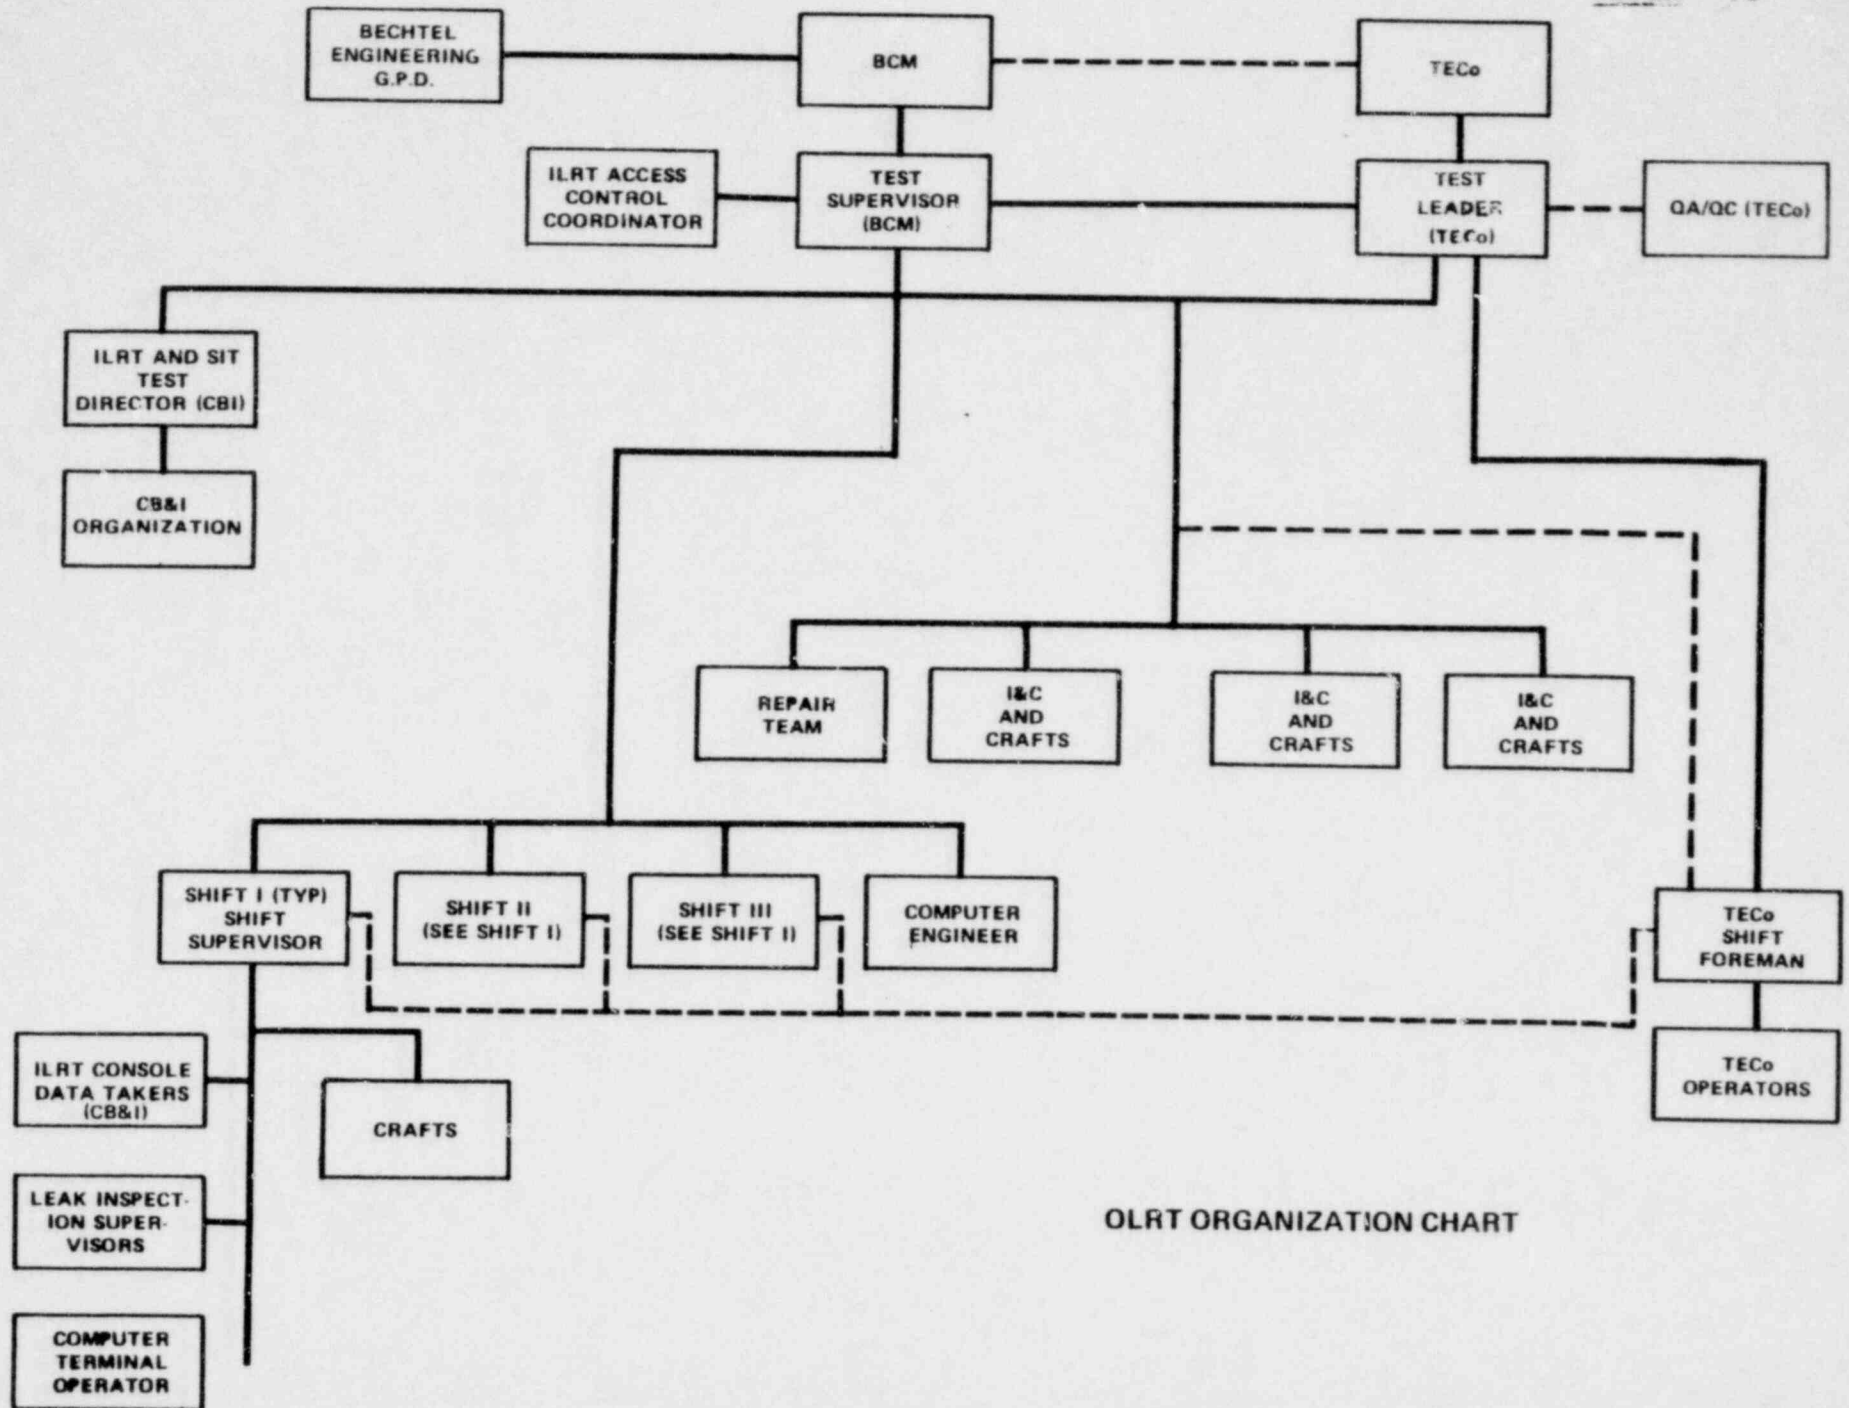 BECHTEL
ENGINEERING
G.P.D.
BCM
TECo
ILRT ACCESS
CONTROL
COORDINATOR
TEST
SUPERVISOR
(BCM)
TEST
LEADER
(TECo)
QA/QC (TECo)
ILRT AND SIT
TEST
DIRECTOR (CBI)
CB&I
ORGANIZATION
REPAIR
TEAM
I&C
AND
CRAFTS
I&C
AND
CRAFTS
I&C
AND
CRAFTS
SHIFT I (TYP)
SHIFT
SUPERVISOR
SHIFT II
(SEE SHIFT I)
SHIFT III
(SEE SHIFT I)
COMPUTER
ENGINEER
TECo
SHIFT
FOREMAN
ILRT CONSOLE
DATA TAKERS
(CB&I)
CRAFTS
TECo
OPERATORS
LEAK INSPECT-
ION SUPER-
VISORS
COMPUTER
TERMINAL
OPERATOR
OLRT ORGANIZATION CHART